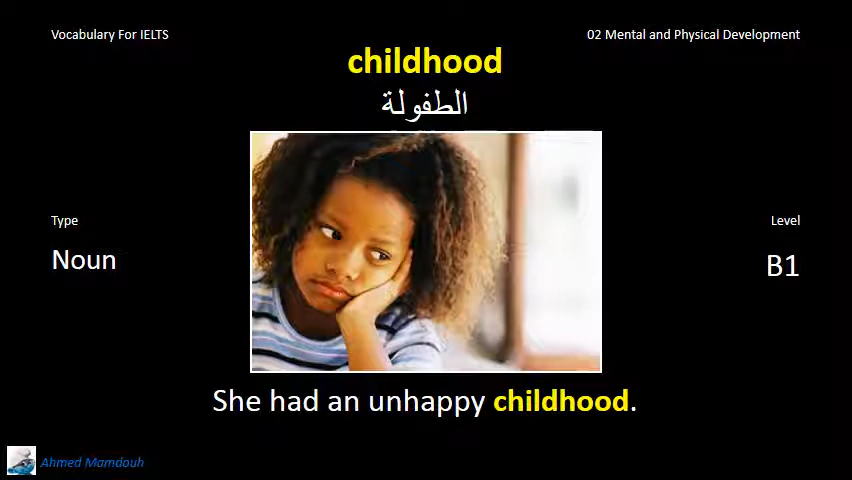 Vocabulary For IELTS
02 Mental and Physical Development
childhood
الطفولة
Type
Level
Noun
B1
She had an unhappy childhood.
Ahmed Mamdouh